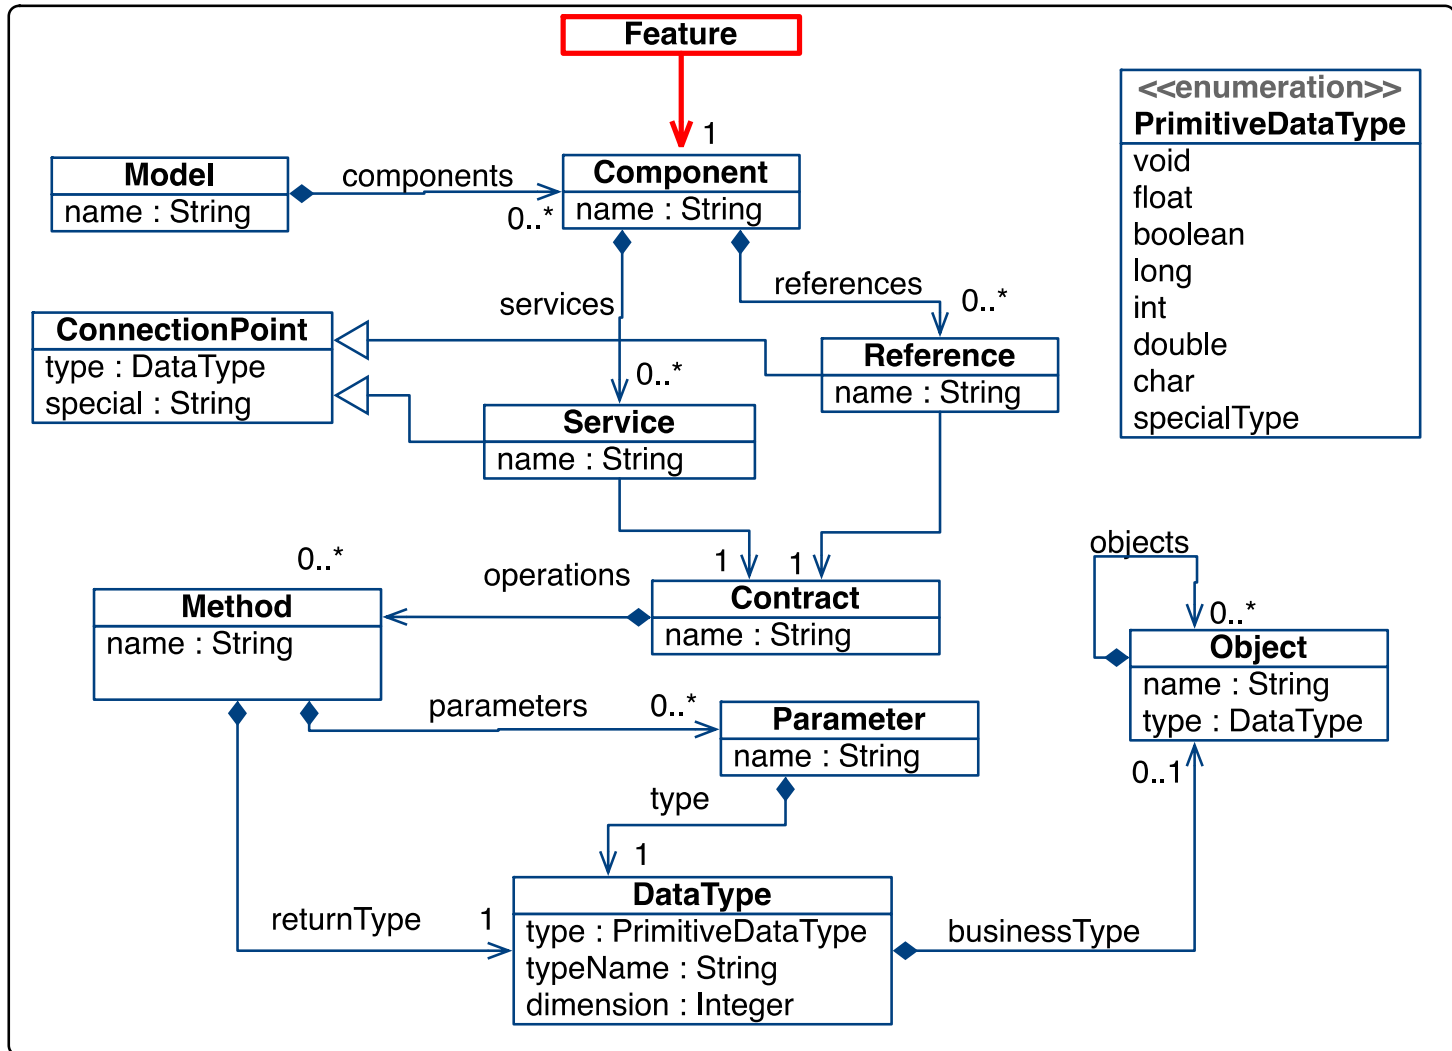 Feature
1
<<enumeration>>
PrimitiveDataType
void
float
boolean
long
int
double
char
specialType
Model
name : String
components
0..*
Component
name : String
services
references
0..*
0..*
ConnectionPoint
type : DataType
special : String
Reference
name : String
Service
name : String
1
1
0..*
operations
Method
name : String
Contract
name : String
objects
0..*
Object
name : String
type : DataType
0..1
parameters
0..*
Parameter
name : String
type
1
returnType
1
DataType
type : PrimitiveDataType
typeName : String
dimension : Integer
businessType